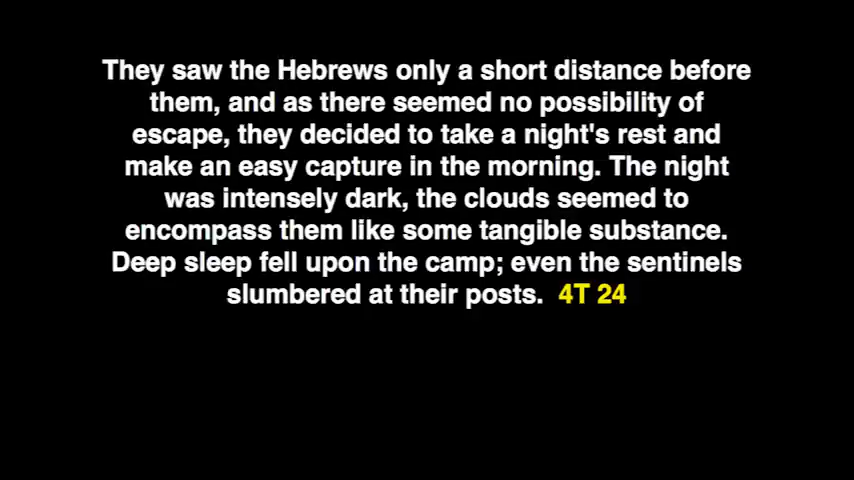 They saw the Hebrews only a short distance before
them, and as there seemed no possibility of
escape, they decided to take a night's rest and
make an easy capture in the morning. The night
was intensely dark, the clouds seemed to
encompass them like some tangible substance.
Deep sleep fell upon the camp; even the sentinels
slumbered at their posts.  4T 24